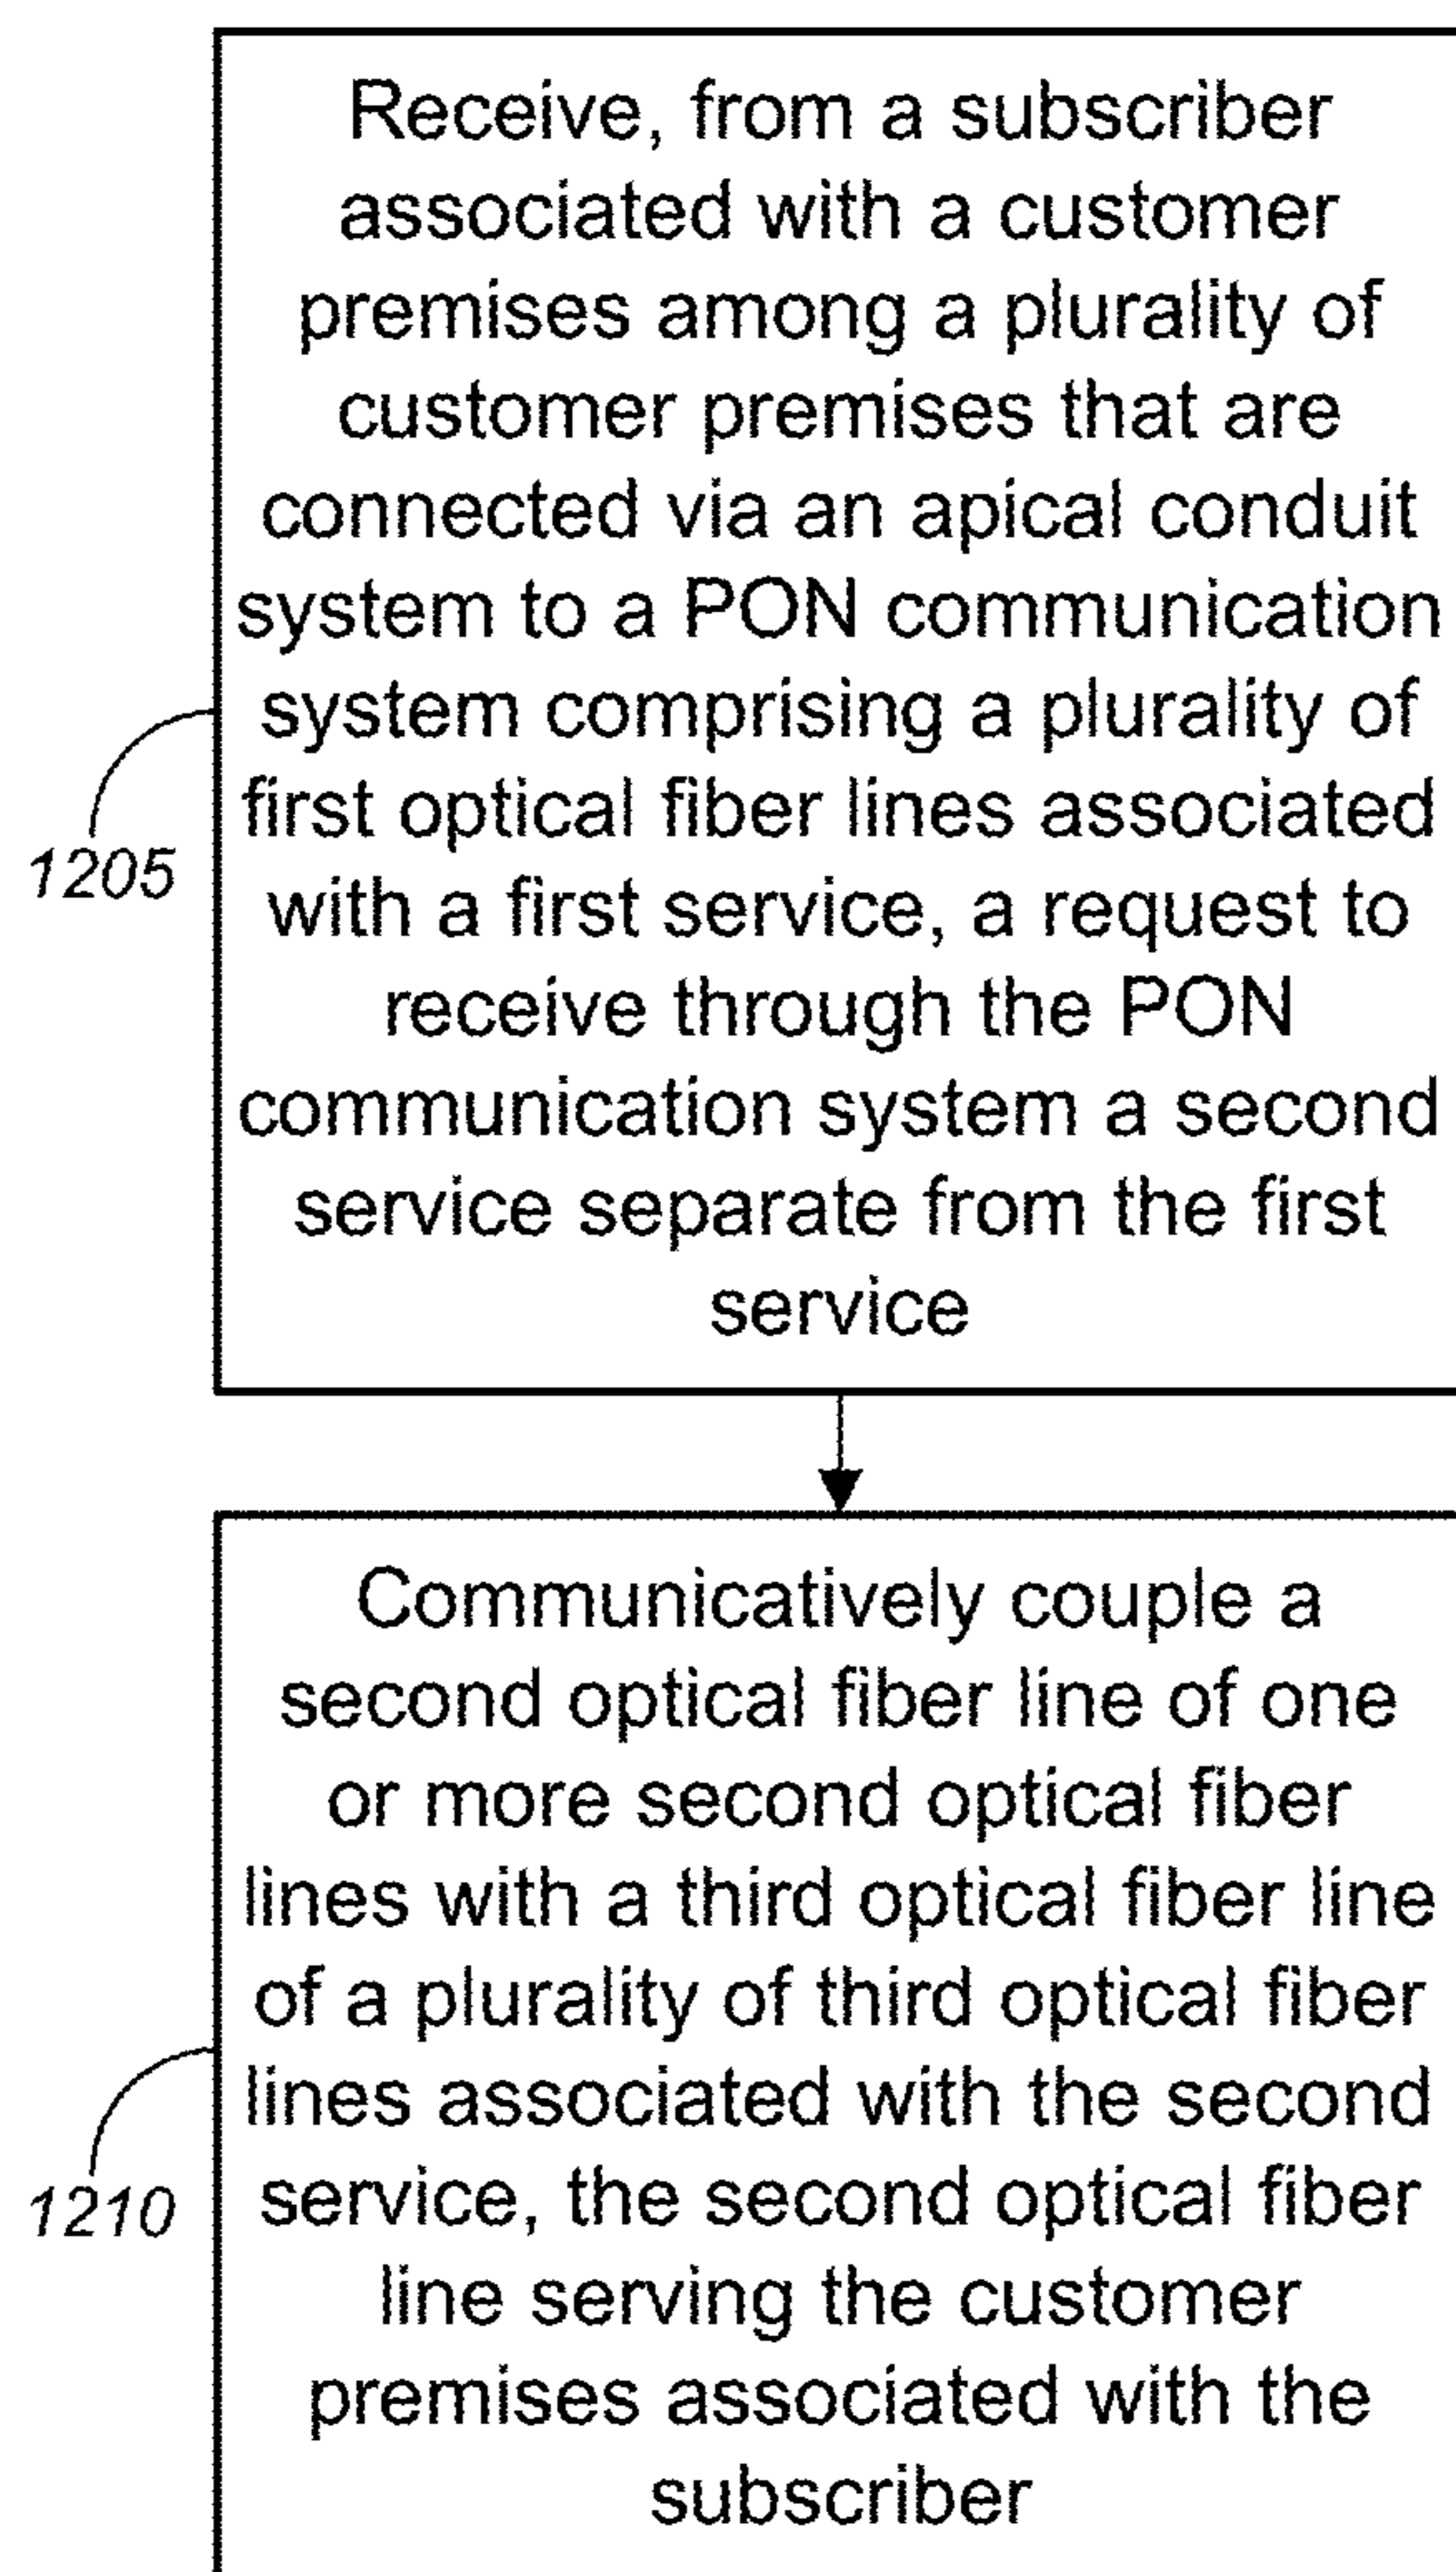 Receive, from a subscriber
associated with a customer
premises among a plurality of
customer premises that are
connected via an apical conduit
system to a PON communication
system comprising a plurality of
first optical fiber lines associated
with a first service, a request to
receive through the PON
communication system a second
service separate from the first
service
1205
Communicatively couple a
second optical fiber line of one
or more second optical fiber
lines with a third optical fiber line
of a plurality of third optical fiber
lines associated with the second
service, the second optical fiber
line serving the customer
premises associated with the
subscriber
1210